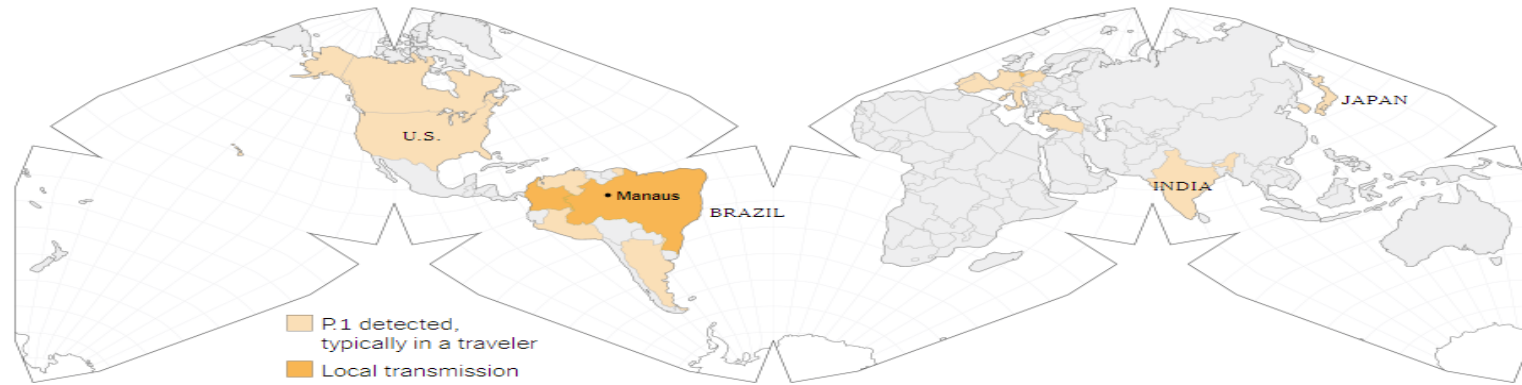 JAPAN
U.S.
INDIA
Manaus
BRAZIL
P.1 detected,
typically in a traveler
Local transmission